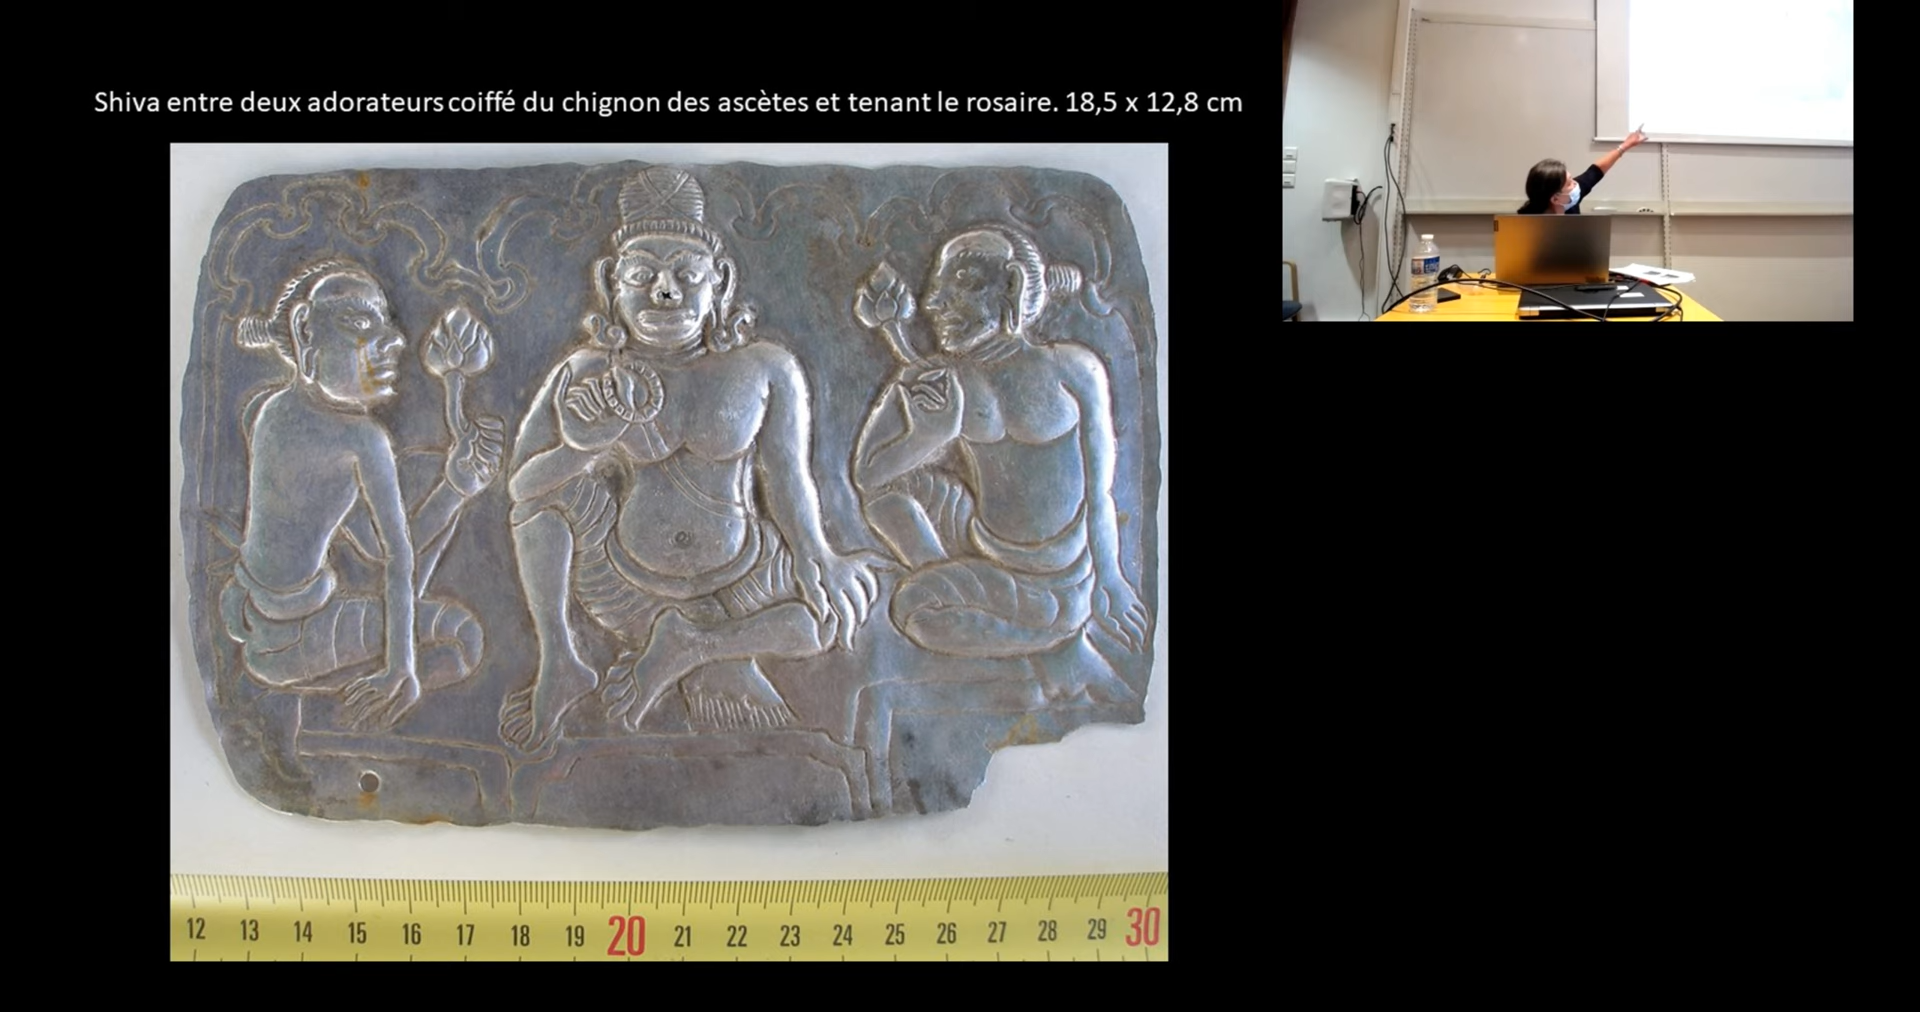 Shiva entre deux adorateurs coiffé du chignon des ascètes et tenant le rosaire. 18,5 x 12,8 cm
12 13 14 15 16 17 18 19 20 21 22 23 24 25 26 27 28 29 30